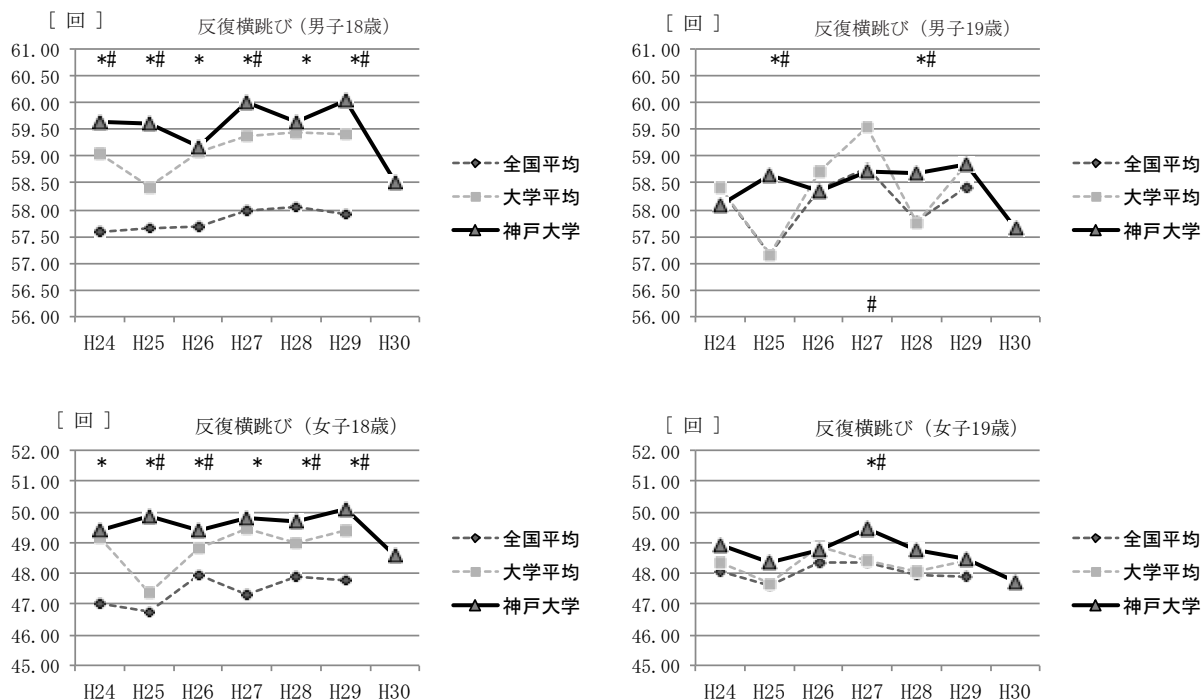 [ 回 ]
反復横跳び（男子18歳）
61.00
60.50
60.00
59.50
59.00
58.50
58.00
57.50
57.00
56.50
56.00
*# *# * *# * *#
H24 H25 H26 H27 H28 H29 H30
全国平均
大学平均
神戸大学
[ 回 ]
反復横跳び（男子19歳）
61.00
60.50
60.00
59.50
59.00
58.50
58.00
57.50
57.00
56.50
56.00
*# *#
#
H24 H25 H26 H27 H28 H29 H30
全国平均
大学平均
神戸大学
[ 回 ]
反復横跳び（女子18歳）
52.00
51.00
50.00
49.00
48.00
47.00
46.00
45.00
* *# *# * *# *#
H24 H25 H26 H27 H28 H29 H30
全国平均
大学平均
神戸大学
[ 回 ]
反復横跳び（女子19歳）
52.00
51.00
50.00
49.00
48.00
47.00
46.00
45.00
*#
H24 H25 H26 H27 H28 H29 H30
全国平均
大学平均
神戸大学